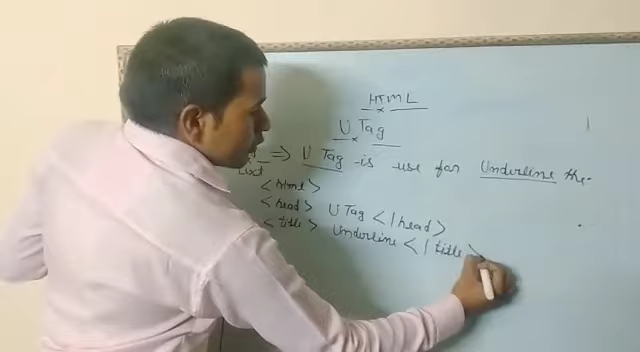 HTML
U Tag
=> U Tag is use for Underline the
<html>
<head> U Tag </head>
<title> Underline </title>